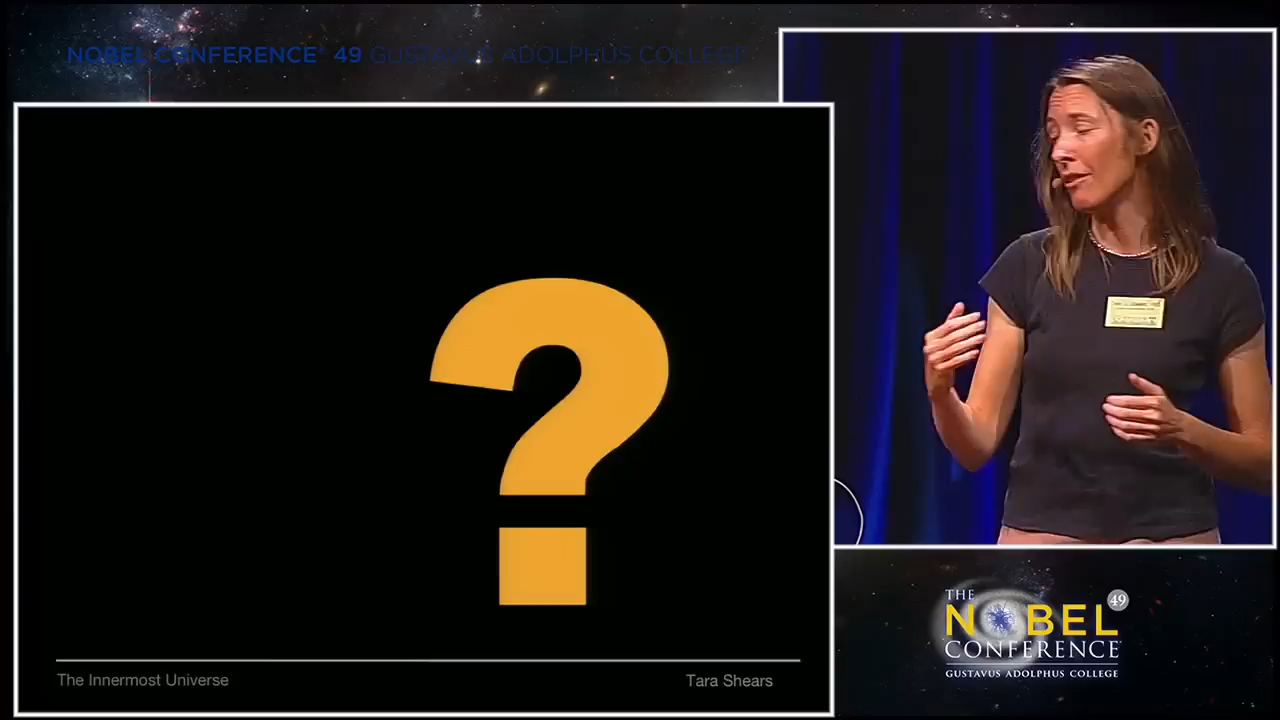 NOBEL CONFERENCE® 49 GUSTAVUS ADOLPHUS COLLEGE
?
The Innermost Universe
Tara Shears
THE
NOBEL
49
CONFERENCE
GUSTAVUS ADOLPHUS COLLEGE